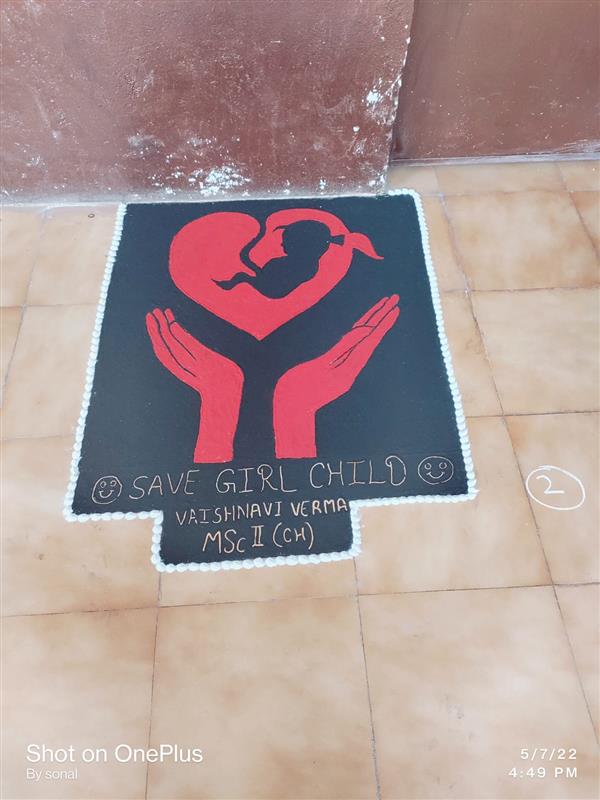 SAVE GIRL CHILD
VAISHNAVI VERMA
MSc II (CH)
2
Shot on OnePlus
By sonal
5/7/22
4:49 PM